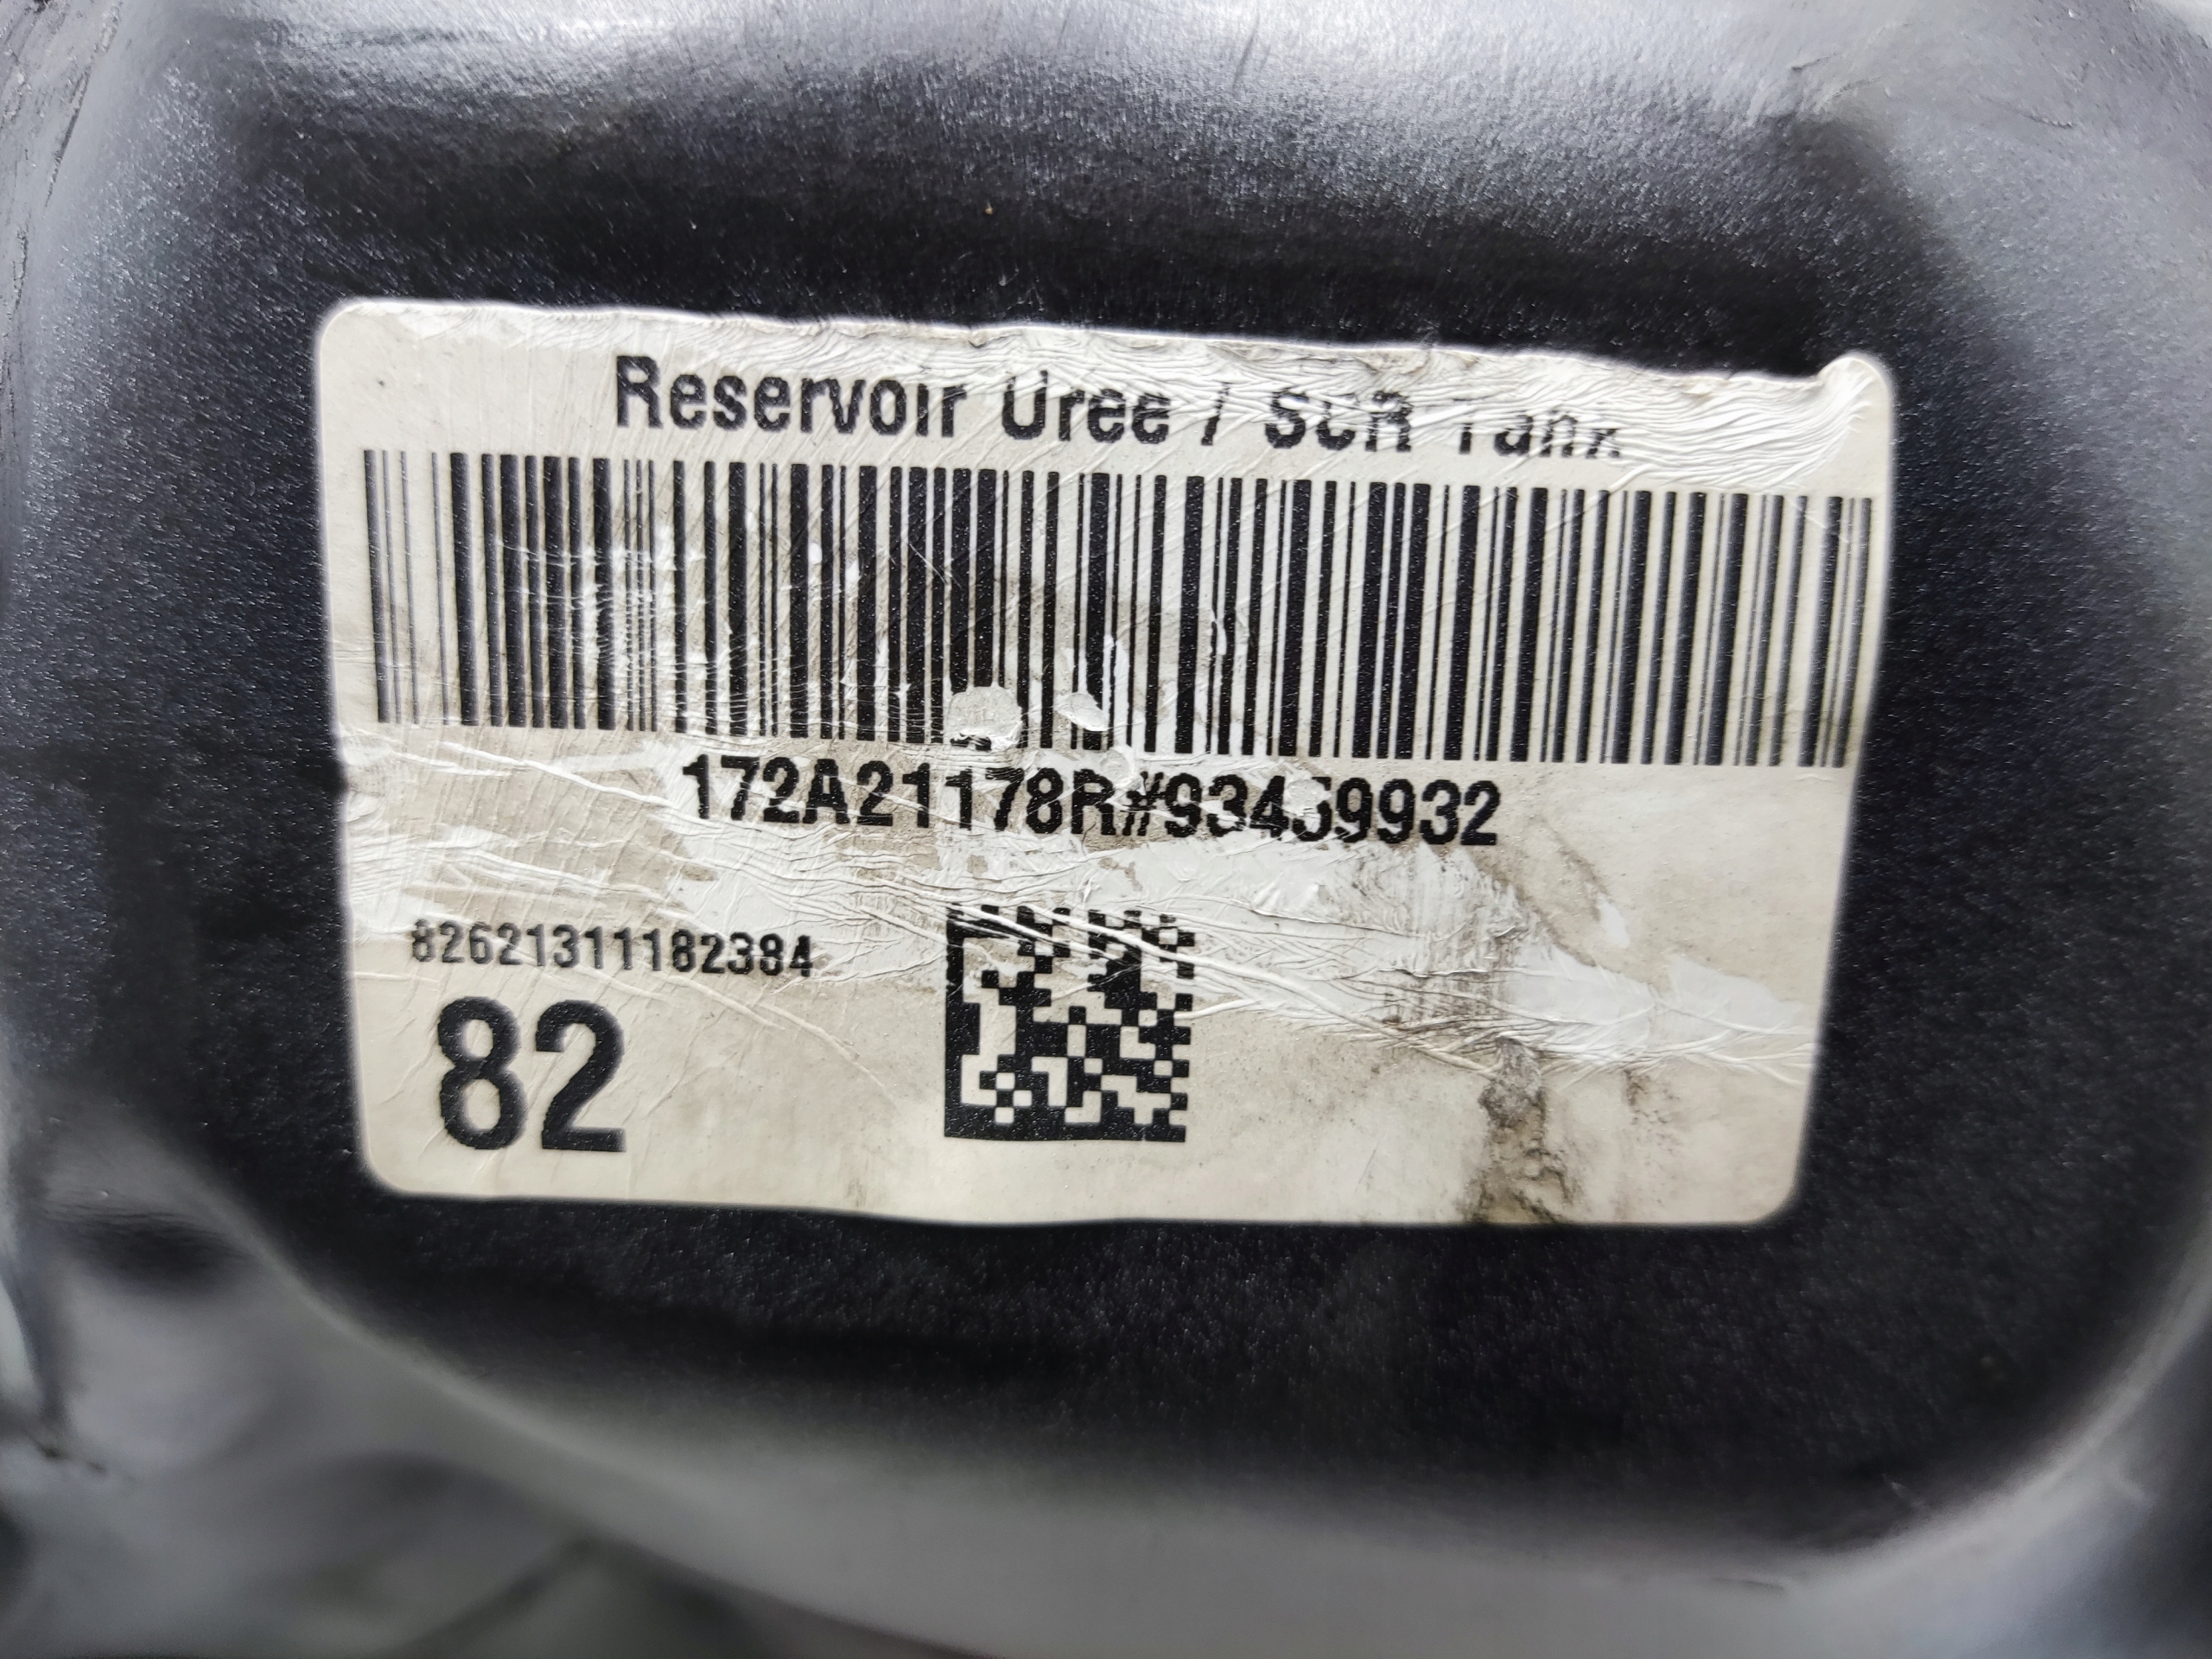 Reservoir Uree / SCR Tank
172A21178R#93459932
82621311182384
82